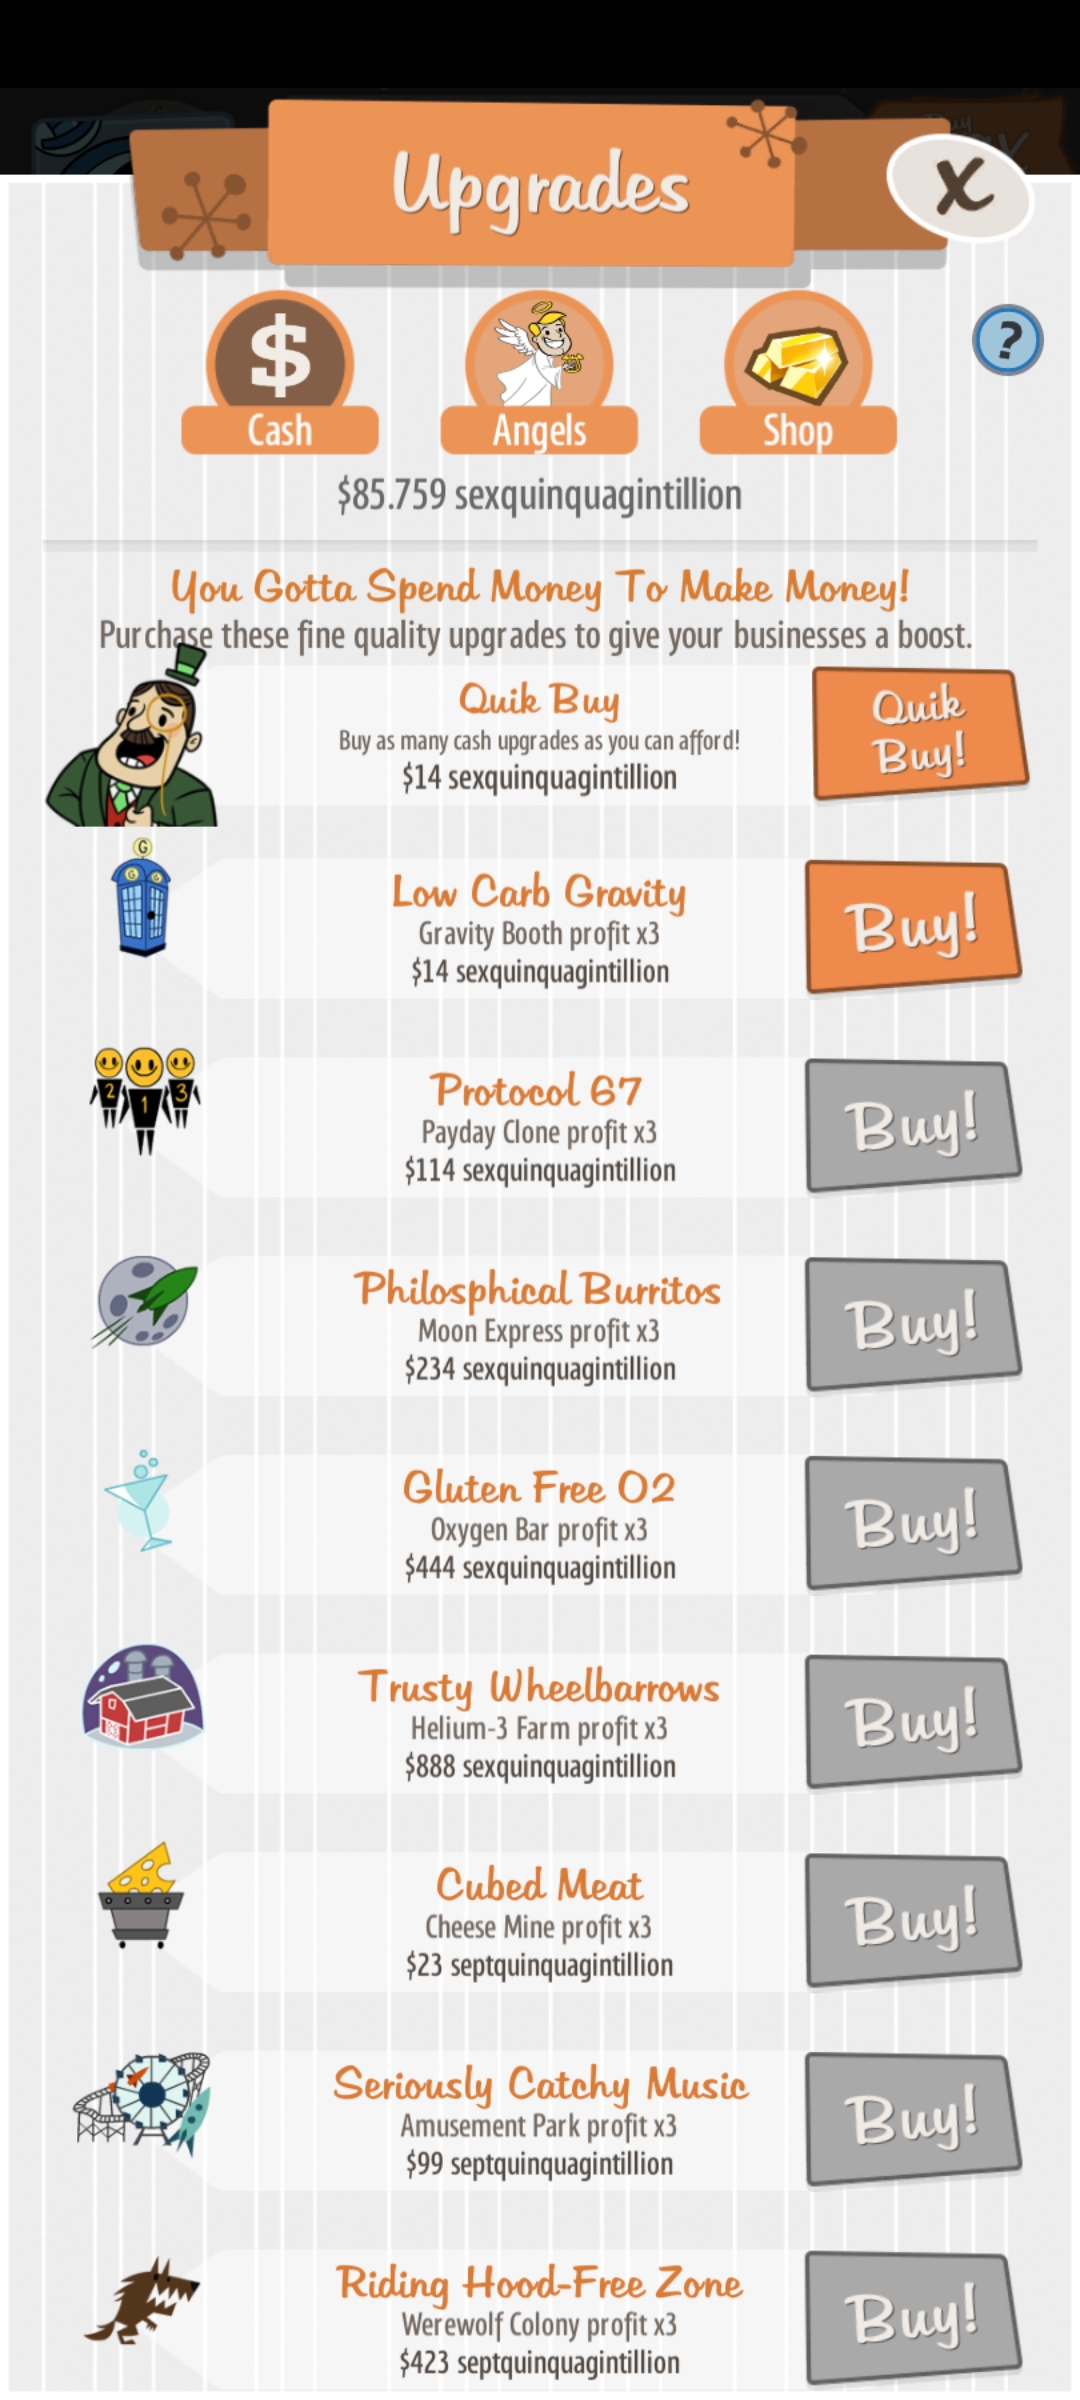 Upgrades
X
$
?
Cash
Angels
Shop
$85.759 sexquinquagintillion
You Gotta Spend Money To Make Money!
Purchase these fine quality upgrades to give your businesses a boost.
Quik Buy
Buy as many cash upgrades as you can afford!
$14 sexquinquagintillion
Quik
Buy!
G
G G
Low Carb Gravity
Gravity Booth profit x3
$14 sexquinquagintillion
Buy!
2 1 3
Protocol 67
Payday Clone profit x3
$114 sexquinquagintillion
Buy!
Philosphical Burritos
Moon Express profit x3
$234 sexquinquagintillion
Buy!
Gluten Free O2
Oxygen Bar profit x3
$444 sexquinquagintillion
Buy!
Trusty Wheelbarrows
Helium-3 Farm profit x3
$888 sexquinquagintillion
Buy!
Cubed Meat
Cheese Mine profit x3
$23 septquinquagintillion
Buy!
Seriously Catchy Music
Amusement Park profit x3
$99 septquinquagintillion
Buy!
Riding Hood-Free Zone
Werewolf Colony profit x3
$423 septquinquagintillion
Buy!